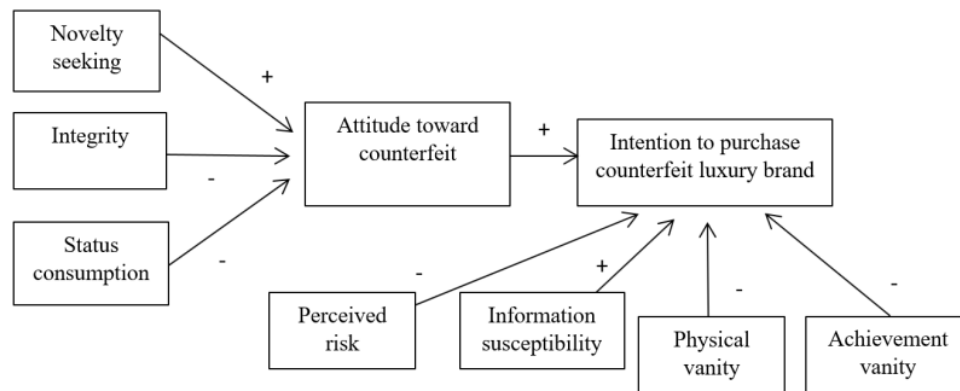 Novelty
seeking
+
Integrity
-
Status
consumption
-
Attitude toward
counterfeit
+
Intention to purchase
counterfeit luxury brand
-
Perceived
risk
+
Information
susceptibility
-
Physical
vanity
-
Achievement
vanity